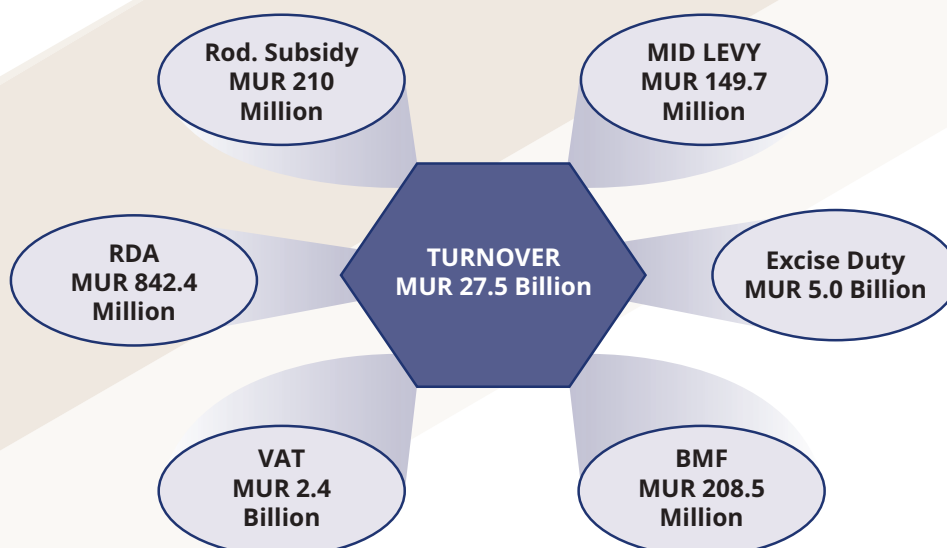 Rod. Subsidy
MUR 210
Million
MID LEVY
MUR 149.7
Million
RDA
MUR 842.4
Million
TURNOVER
MUR 27.5 Billion
Excise Duty
MUR 5.0 Billion
VAT
MUR 2.4
Billion
BMF
MUR 208.5
Million